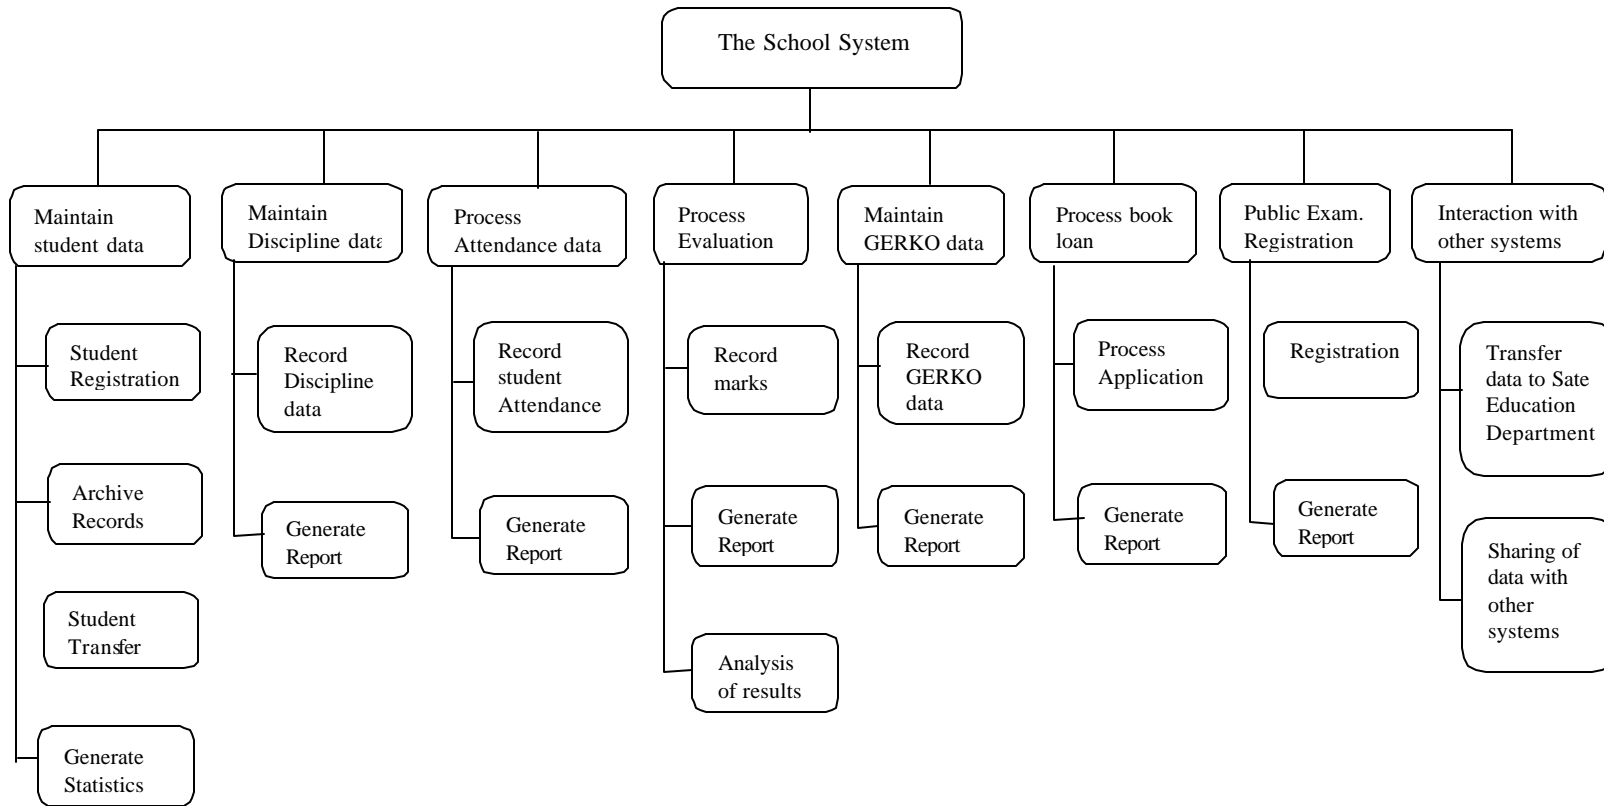 The School System
Maintain
student data
Maintain
Discipline data
Process
Attendance data
Process
Evaluation
Maintain
GERKO data
Process book
loan
Public Exam.
Registration
Interaction with
other systems
Student
Registration
Archive
Records
Student
Transfer
Generate
Statistics
Record
Discipline
data
Generate
Report
Record
student
Attendance
Generate
Report
Record
marks
Generate
Report
Analysis
of results
Record
GERKO
data
Generate
Report
Process
Application
Generate
Report
Registration
Generate
Report
Transfer
data to Sate
Education
Department
Sharing of
data with
other
systems